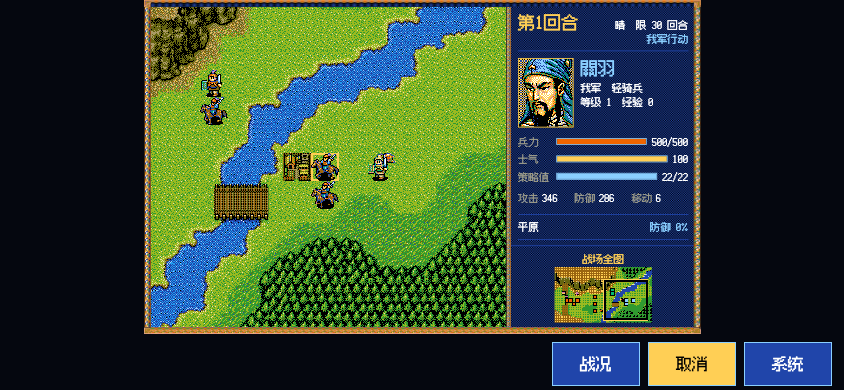 第1回合
晴 限 30 回合
我军行动
關羽
我军 轻骑兵
等级 1 经验 0
兵力 500/500
士气 100
策略值 22/22
攻击 346 防御 286 移动 6
平原 防御 0%
战场全图
战况 取消 系统